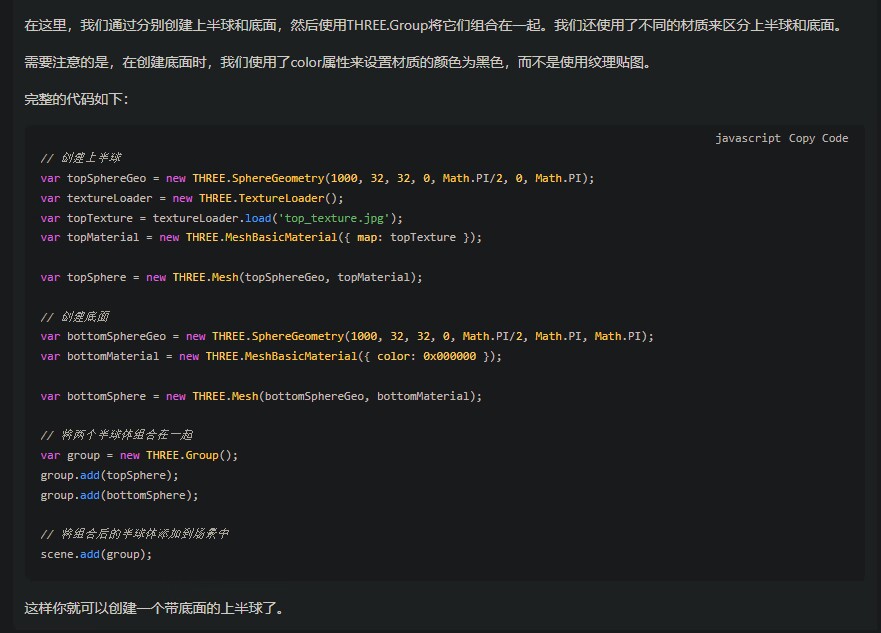 在这里，我们通过分别创建上半球和底面，然后使用THREE.Group将它们组合在一起。我们还使用了不同的材质来区分上半球和底面。
需要注意的是，在创建底面时，我们使用了color属性来设置材质的颜色为黑色，而不是使用纹理贴图。
完整的代码如下：
javascript Copy Code
// 创建上半球
var topSphereGeo = new THREE.SphereGeometry(1000, 32, 32, 0, Math.PI/2, 0, Math.PI);
var textureLoader = new THREE.TextureLoader();
var topTexture = textureLoader.load('top_texture.jpg');
var topMaterial = new THREE.MeshBasicMaterial({ map: topTexture });
var topSphere = new THREE.Mesh(topSphereGeo, topMaterial);
// 创建底面
var bottomSphereGeo = new THREE.SphereGeometry(1000, 32, 32, 0, Math.PI/2, Math.PI, Math.PI);
var bottomMaterial = new THREE.MeshBasicMaterial({ color: 0x000000 });
var bottomSphere = new THREE.Mesh(bottomSphereGeo, bottomMaterial);
// 将两个半球体组合在一起
var group = new THREE.Group();
group.add(topSphere);
group.add(bottomSphere);
// 将组合后的半球体添加到场景中
scene.add(group);
这样你就可以创建一个带底面的上半球了。